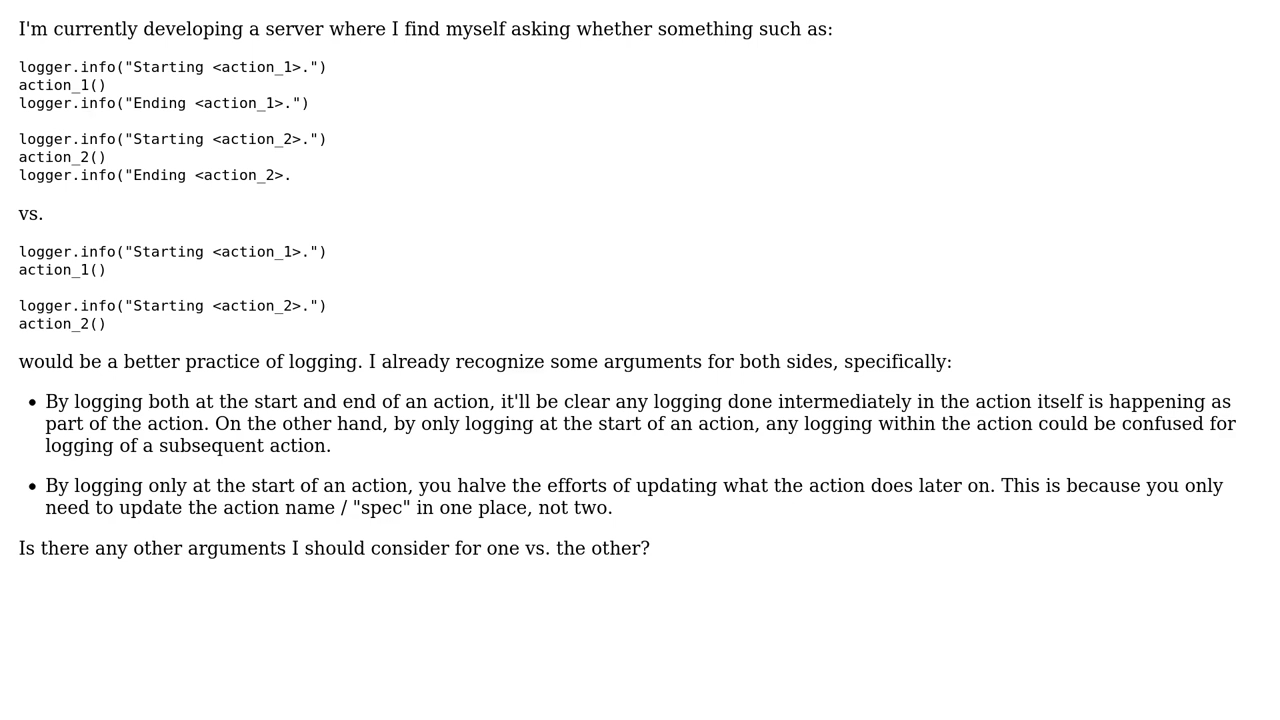 I'm currently developing a server where I find myself asking whether something such as:
logger.info("Starting <action_1>.")
action_1()
logger.info("Ending <action_1>.")
logger.info("Starting <action_2>.")
action_2()
logger.info("Ending <action_2>.
vs.
logger.info("Starting <action_1>.")
action_1()
logger.info("Starting <action_2>.")
action_2()
would be a better practice of logging. I already recognize some arguments for both sides, specifically:
• By logging both at the start and end of an action, it'll be clear any logging done intermediately in the action itself is happening as
part of the action. On the other hand, by only logging at the start of an action, any logging within the action could be confused for
logging of a subsequent action.
• By logging only at the start of an action, you halve the efforts of updating what the action does later on. This is because you only
need to update the action name / "spec" in one place, not two.
Is there any other arguments I should consider for one vs. the other?